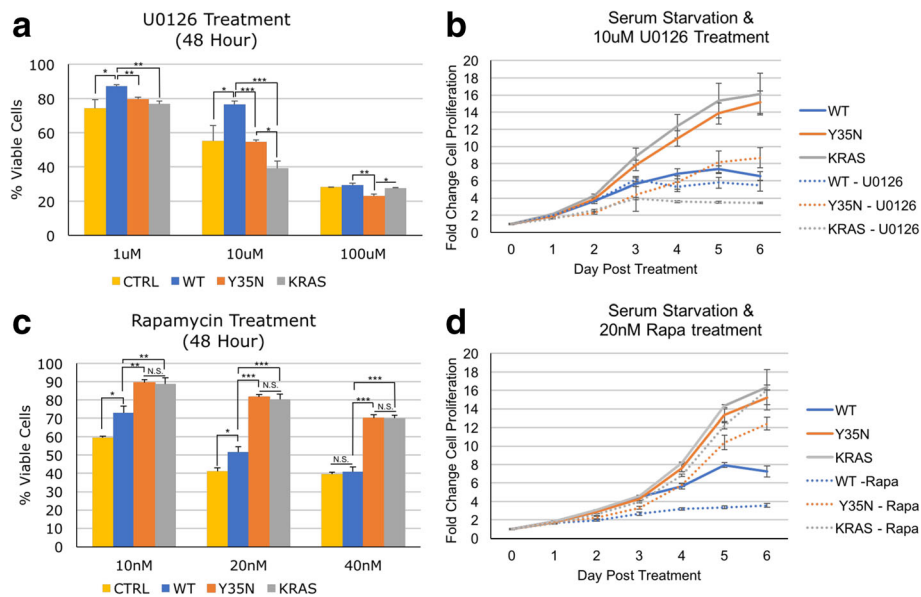 a
U0126 Treatment
(48 Hour)
% Viable Cells
100
80
60
40
20
0
* ** **
* *** *** *
** *
1uM 10uM 100uM
CTRL WT Y35N KRAS
b
Serum Starvation &
10uM U0126 Treatment
Fold Change Cell Proliferation
20
18
16
14
12
10
8
6
4
2
0
0 1 2 3 4 5 6
Day Post Treatment
WT
Y35N
KRAS
WT - U0126
Y35N - U0126
KRAS - U0126
c
Rapamycin Treatment
(48 Hour)
% Viable Cells
100
90
80
70
60
50
40
30
20
10
0
* ** ** N.S.
* *** *** N.S.
N.S. *** *** N.S.
10nM 20nM 40nM
CTRL WT Y35N KRAS
d
Serum Starvation &
20nM Rapa treatment
Fold Change Cell Proliferation
20
18
16
14
12
10
8
6
4
2
0
0 1 2 3 4 5 6
Day Post Treatment
WT
Y35N
KRAS
WT -Rapa
Y35N - Rapa
KRAS - Rapa